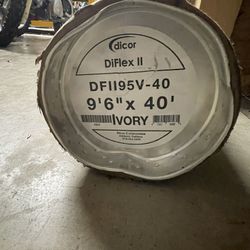 dicor
DiFlex II
DFII95V-40
9'6" x 40'
IVORY